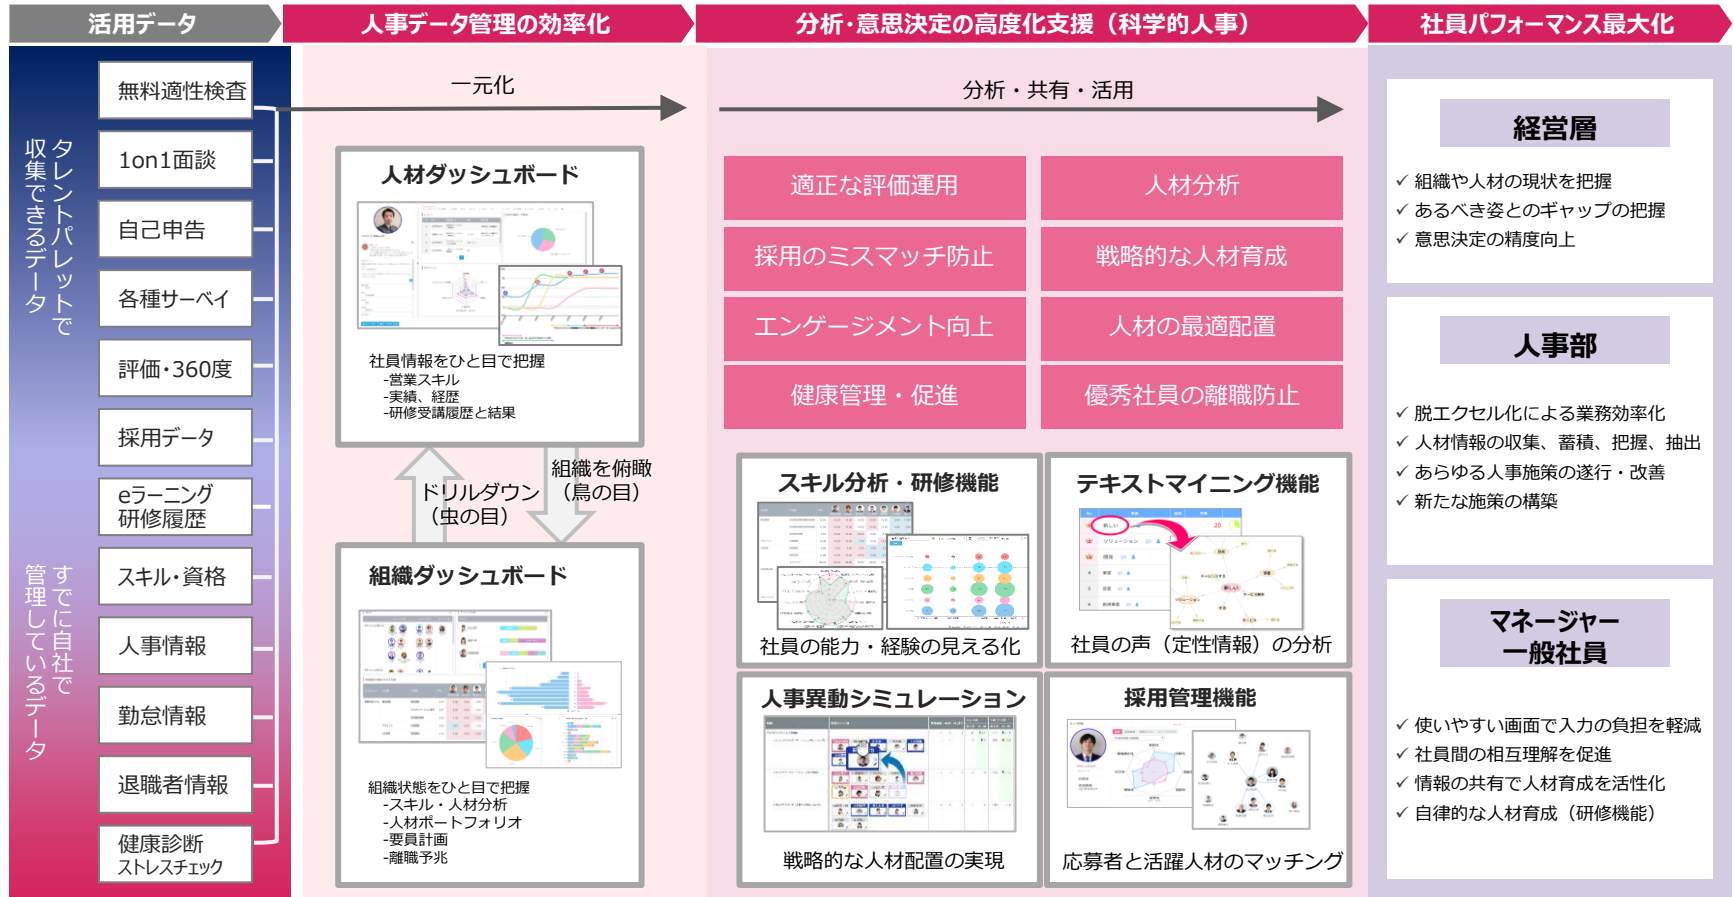 活用データ
人事データ管理の効率化
分析・意思決定の高度化支援（科学的人事）
社員パフォーマンス最大化
タレントパレットで
収集できるデータ
すでに自社で
管理しているデータ
無料適性検査
1on1面談
自己申告
各種サーベイ
評価・360度
採用データ
eラーニング
研修履歴
スキル・資格
人事情報
勤怠情報
退職者情報
健康診断
ストレスチェック
一元化
人材ダッシュボード
社員情報をひと目で把握
-営業スキル
-実績、経歴
-研修受講履歴と結果
ドリルダウン
（虫の目）
組織を俯瞰
（鳥の目）
組織ダッシュボード
組織状態をひと目で把握
-スキル・人材分析
-人材ポートフォリオ
-要員計画
-離職予兆
分析・共有・活用
適正な評価運用
人材分析
採用のミスマッチ防止
戦略的な人材育成
エンゲージメント向上
人材の最適配置
健康管理・促進
優秀社員の離職防止
スキル分析・研修機能
社員の能力・経験の見える化
テキストマイニング機能
新しい
20
ソリューション
開発
新しい
社員の声（定性情報）の分析
人事異動シミュレーション
戦略的な人材配置の実現
採用管理機能
応募者と活躍人材のマッチング
経営層
✓ 組織や人材の現状を把握
✓ あるべき姿とのギャップの把握
✓ 意思決定の精度向上
人事部
✓ 脱エクセル化による業務効率化
✓ 人材情報の収集、蓄積、把握、抽出
✓ あらゆる人事施策の遂行・改善
✓ 新たな施策の構築
マネージャー
一般社員
✓ 使いやすい画面で入力の負担を軽減
✓ 社員間の相互理解を促進
✓ 情報の共有で人材育成を活性化
✓ 自律的な人材育成（研修機能）